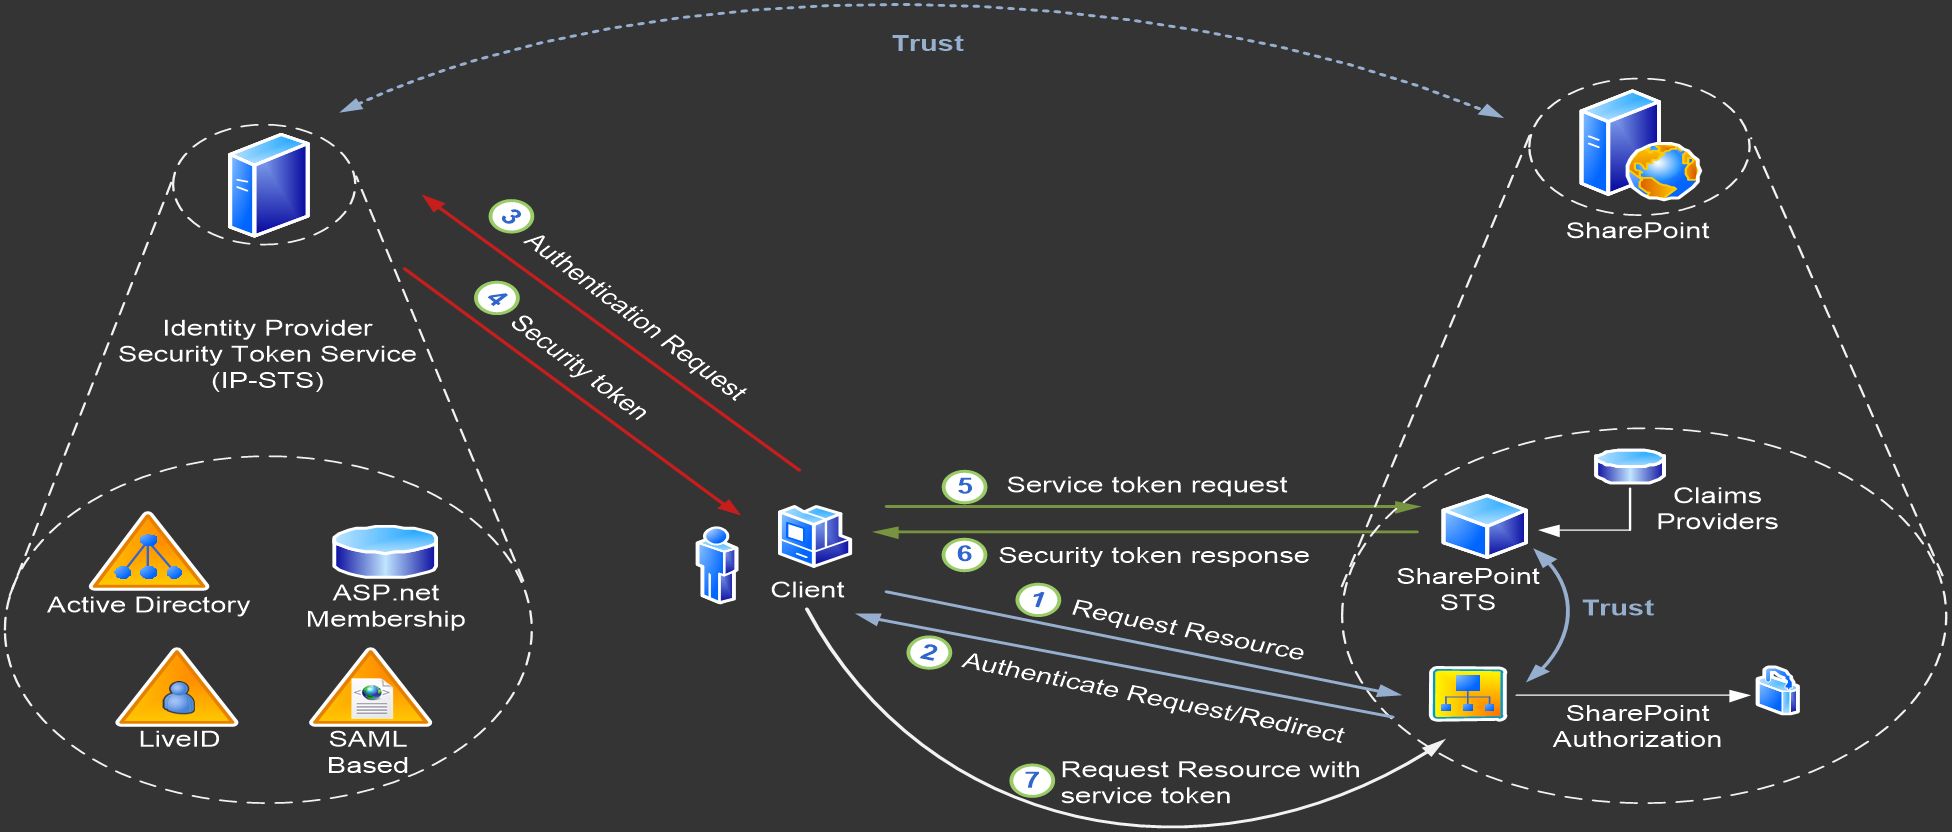 Trust
SharePoint
3
Authentication Request
4
Security token
Identity Provider
Security Token Service
(IP-STS)
Active Directory
ASP.net
Membership
LiveID
SAML
Based
Client
5
Service token request
6
Security token response
1
Request Resource
2
Authenticate Request/Redirect
7
Request Resource with
service token
Claims
Providers
SharePoint
STS
Trust
SharePoint
Authorization